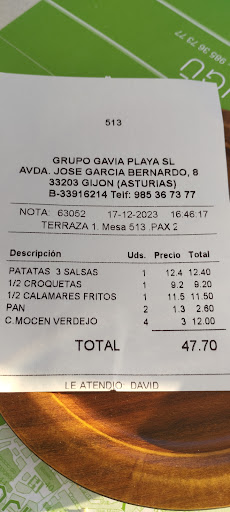 985 36 73 77
513
GRUPO GAVIA PLAYA SL
AVDA. JOSE GARCIA BERNARDO, 8
33203 GIJON (ASTURIAS)
B-33916214 Telf: 985 36 73 77
NOTA: 63052 17-12-2023 16:46:17
TERRAZA 1. Mesa 513 .PAX 2
Descripción Uds. Precio Total
PATATAS 3 SALSAS 1 12.4 12.40
1/2 CROQUETAS 1 9.2 9.20
1/2 CALAMARES FRITOS 1 11.5 11.50
PAN 2 1.3 2.60
C.MOCEN VERDEJO 4 3 12.00
TOTAL 47.70
LE ATENDIO DAVID